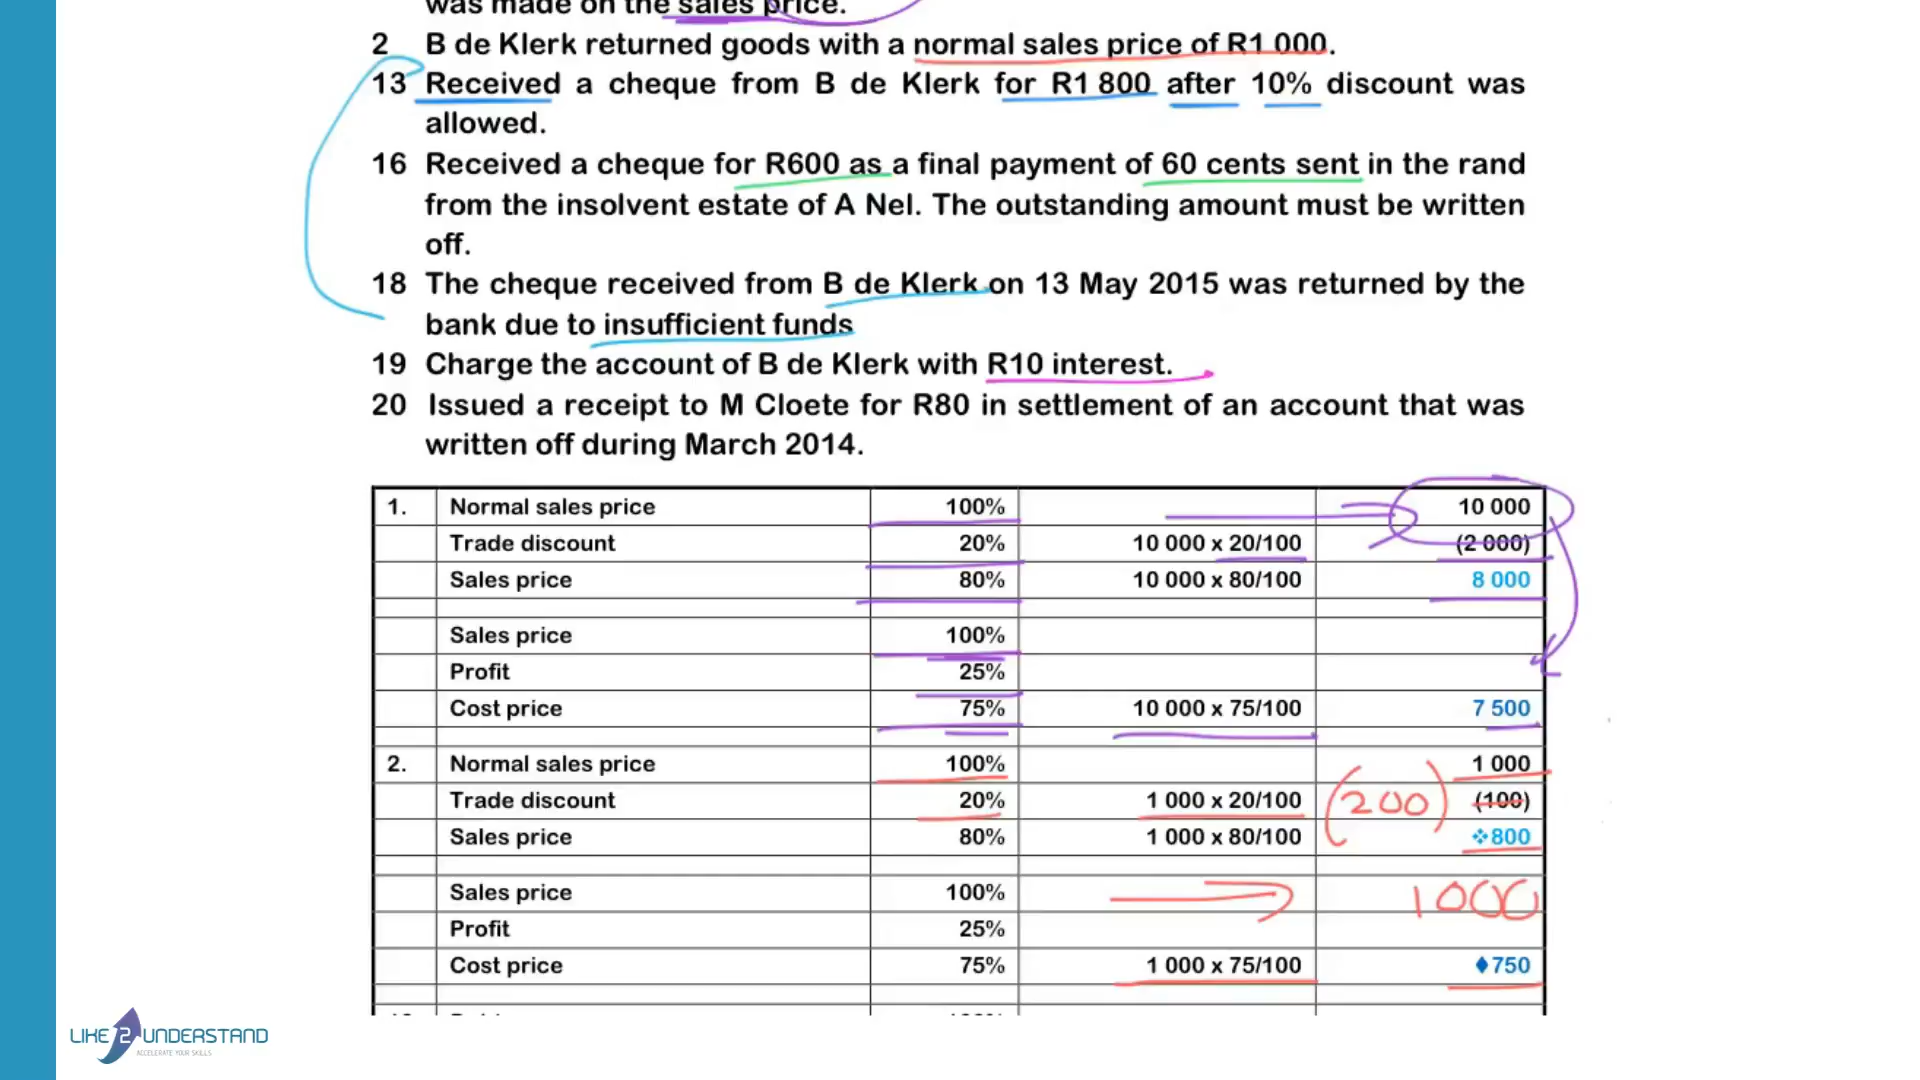 was made on the sales price.
2 B de Klerk returned goods with a normal sales price of R1 000.
13 Received a cheque from B de Klerk for R1 800 after 10% discount was
allowed.
16 Received a cheque for R600 as a final payment of 60 cents sent in the rand
from the insolvent estate of A Nel. The outstanding amount must be written
off.
18 The cheque received from B de Klerk on 13 May 2015 was returned by the
bank due to insufficient funds
19 Charge the account of B de Klerk with R10 interest.
20 Issued a receipt to M Cloete for R80 in settlement of an account that was
written off during March 2014.
1. Normal sales price 100% 10 000
Trade discount 20% 10 000 x 20/100 (2 000)
Sales price 80% 10 000 x 80/100 8 000
Sales price 100%
Profit 25%
Cost price 75% 10 000 x 75/100 7 500
2. Normal sales price 100% 1 000
Trade discount 20% 1 000 x 20/100 (200) (100)
Sales price 80% 1 000 x 80/100 ❖800
Sales price 100% 1000
Profit 25%
Cost price 75% 1 000 x 75/100 ♦750
LIKE 2 UNDERSTAND
ACCELERATE YOUR SKILLS